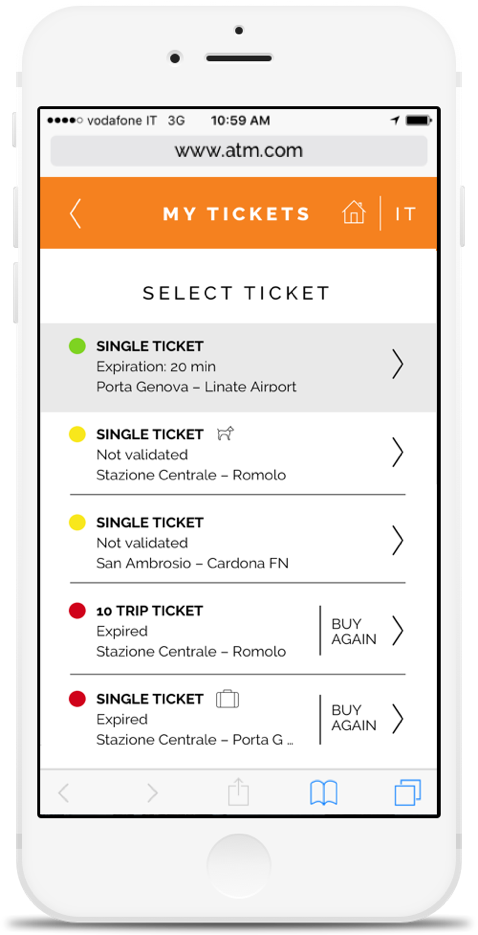 vodafone IT 3G 10:59 AM
www.atm.com
MY TICKETS IT
SELECT TICKET
SINGLE TICKET
Expiration: 20 min
Porta Genova – Linate Airport
SINGLE TICKET
Not validated
Stazione Centrale – Romolo
SINGLE TICKET
Not validated
San Ambrosio – Cardona FN
10 TRIP TICKET
Expired
Stazione Centrale – Romolo
BUY
AGAIN
SINGLE TICKET
Expired
Stazione Centrale – Porta G ...
BUY
AGAIN